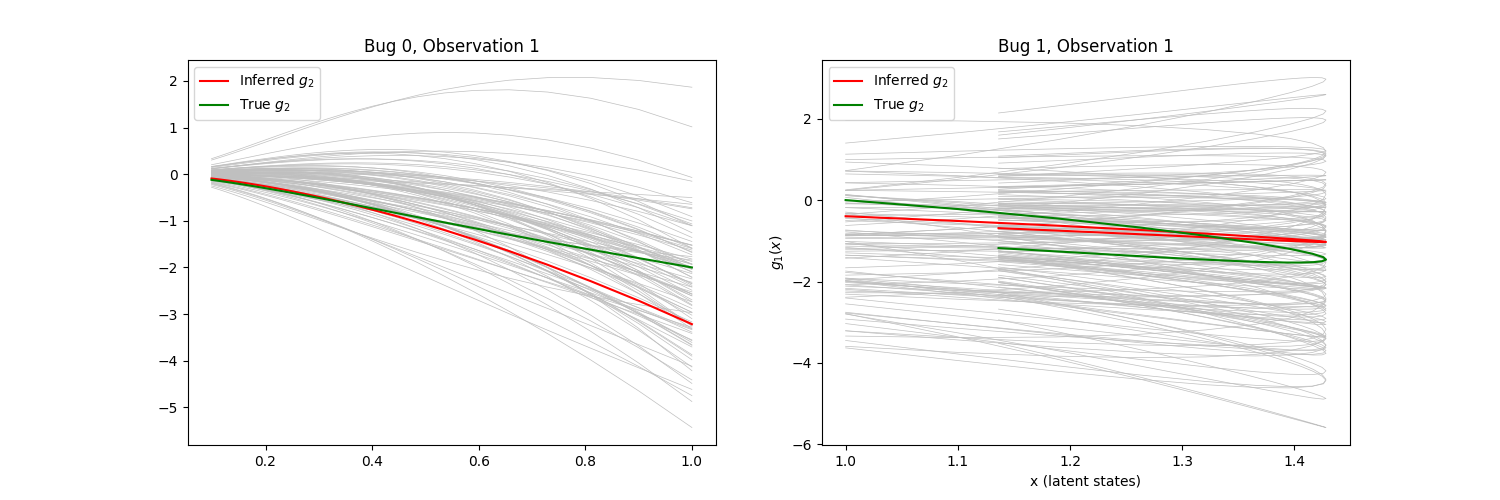 Bug 0, Observation 1
Inferred g₂
True g₂
2
1
0
−1
−2
−3
−4
−5
0.2
0.4
0.6
0.8
1.0
Bug 1, Observation 1
Inferred g₂
True g₂
2
0
−2
−4
−6
g₁(x)
1.0
1.1
1.2
1.3
1.4
x (latent states)